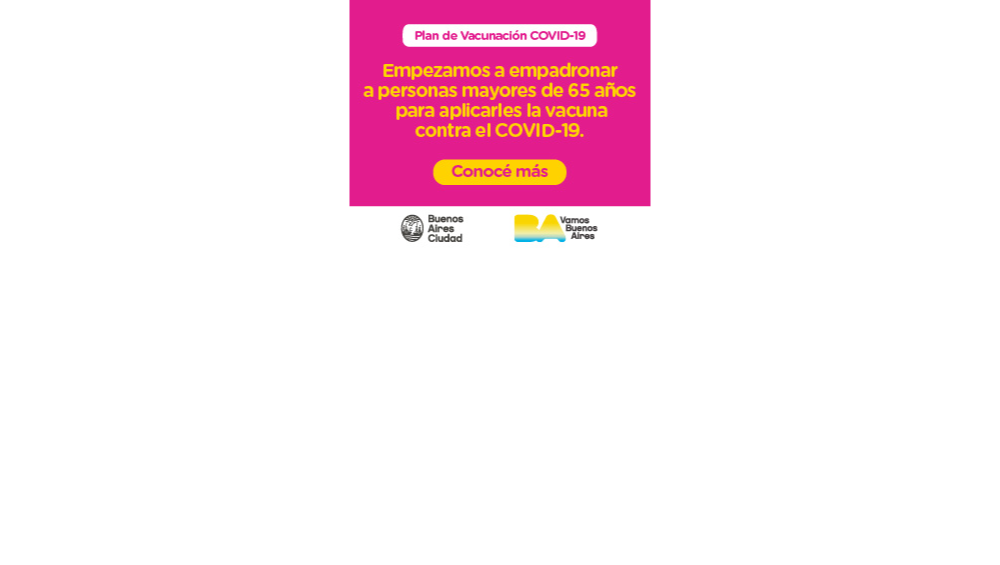 Plan de Vacunación COVID-19
Empezamos a empadronar
a personas mayores de 65 años
para aplicarles la vacuna
contra el COVID-19.
Conocé más
Buenos
Aires
Ciudad
BA
Vamos
Buenos
Aires